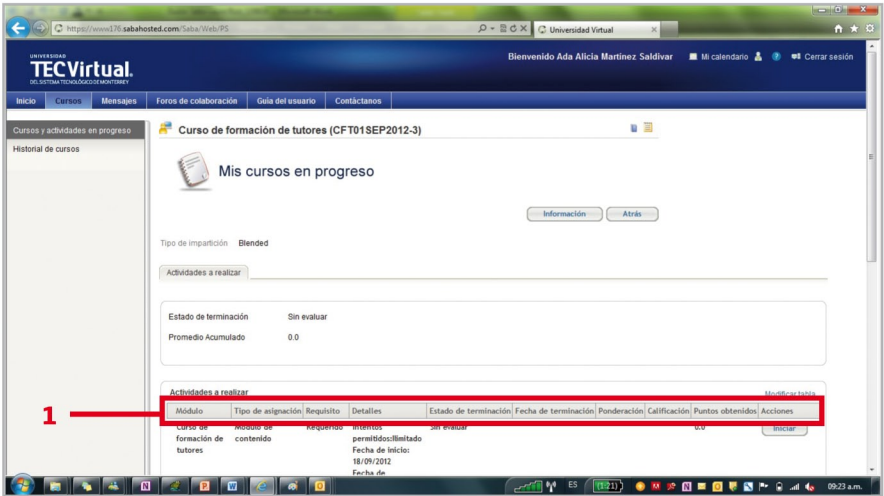 https://www176.sabahosted.com/Saba/Web/PS
Universidad Virtual
UNIVERSIDAD
TECVirtual.
DEL SISTEMA TECNOLÓGICO DE MONTERREY
Bienvenido Ada Alicia Martinez Saldivar
Mi calendario
Cerrar sesión
Inicio Cursos Mensajes Foros de colaboración Guía del usuario Contáctanos
Cursos y actividades en progreso
Historial de cursos
Curso de formación de tutores (CFT01SEP2012-3)
Mis cursos en progreso
Información Atrás
Tipo de impartición Blended
Actividades a realizar
Estado de terminación Sin evaluar
Promedio Acumulado 0.0
Actividades a realizar Modificar tabla
1
Módulo Tipo de asignación Requisito Detalles Estado de terminación Fecha de terminación Ponderación Calificación Puntos obtenidos Acciones
Curso de Módulo de Requerido Intentos Sin evaluar 0.0 Iniciar
formación de contenido permitidos:Ilimitado
tutores Fecha de inicio:
18/09/2012
Fecha de
ES (1:21) 09:23 a.m.